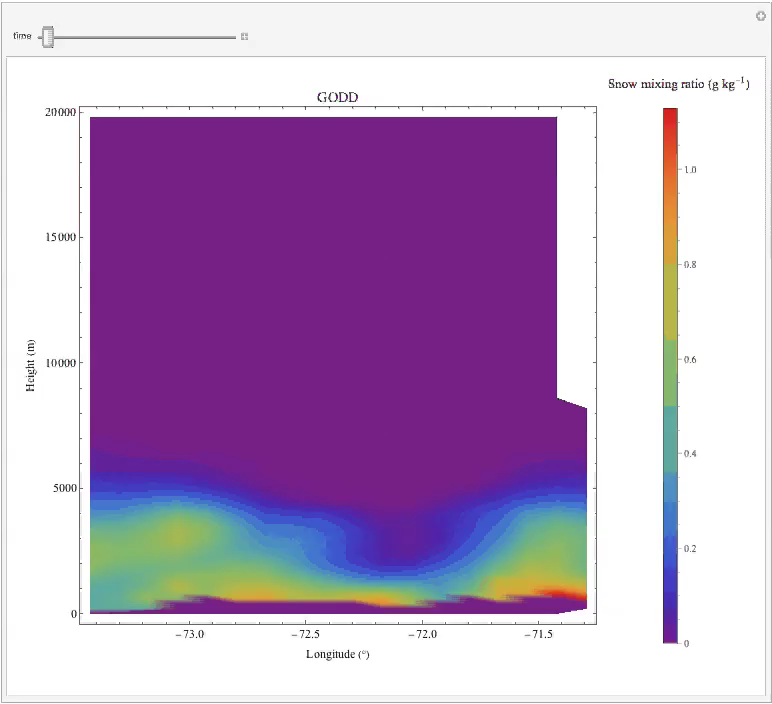 time
Snow mixing ratio (g kg⁻¹)
GODD
20000
15000
10000
5000
0
Height (m)
−73.0 −72.5 −72.0 −71.5
Longitude (°)
1.0
0.8
0.6
0.4
0.2
0